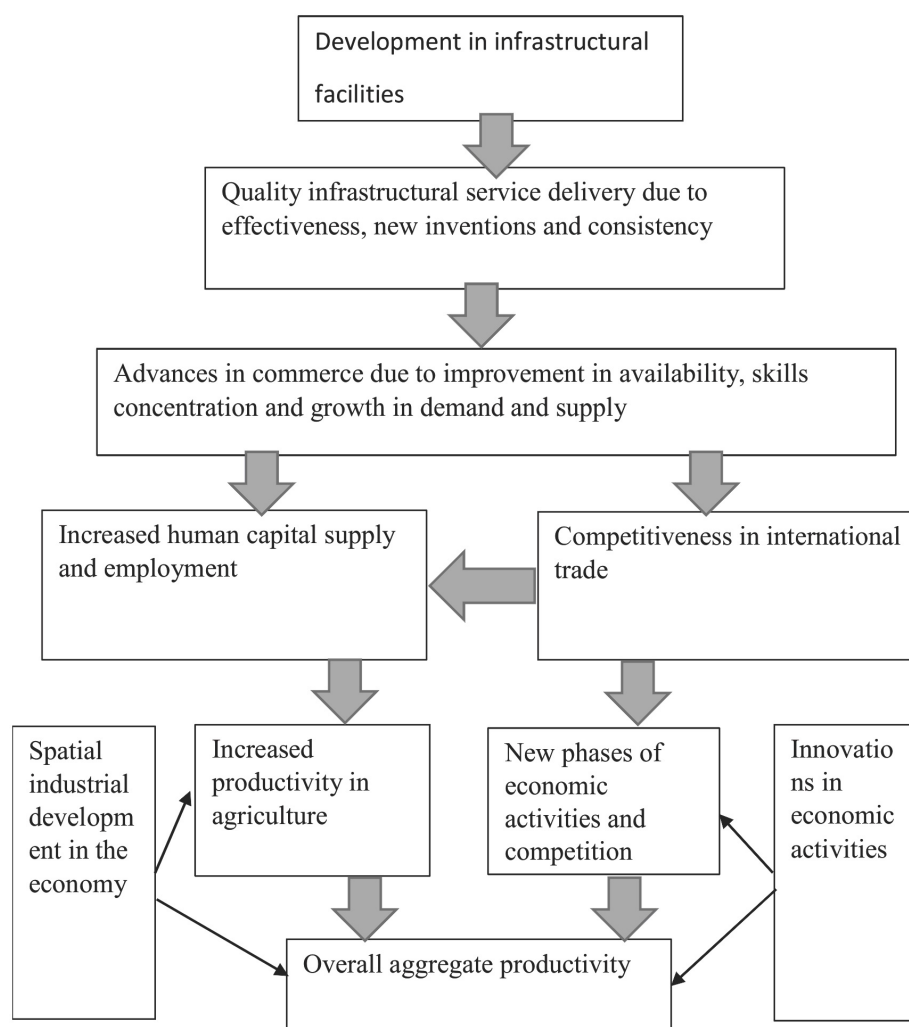 Development in infrastructural
facilities
Quality infrastructural service delivery due to
effectiveness, new inventions and consistency
Advances in commerce due to improvement in availability, skills
concentration and growth in demand and supply
Increased human capital supply
and employment
Competitiveness in international
trade
Spatial
industrial
developm
ent in the
economy
Increased
productivity in
agriculture
New phases of
economic
activities and
competition
Innovatio
ns in
economic
activities
Overall aggregate productivity